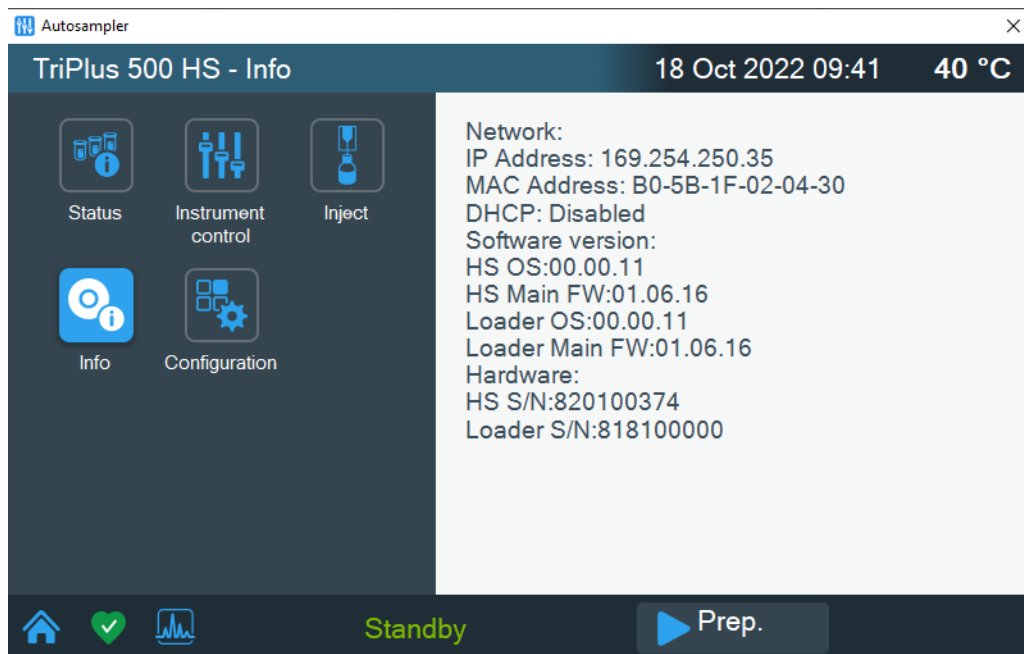 Autosampler
TriPlus 500 HS - Info
18 Oct 2022 09:41
40 °C
Status
Instrument
control
Inject
Info
Configuration
Network:
IP Address: 169.254.250.35
MAC Address: B0-5B-1F-02-04-30
DHCP: Disabled
Software version:
HS OS:00.00.11
HS Main FW:01.06.16
Loader OS:00.00.11
Loader Main FW:01.06.16
Hardware:
HS S/N:820100374
Loader S/N:818100000
Standby
Prep.